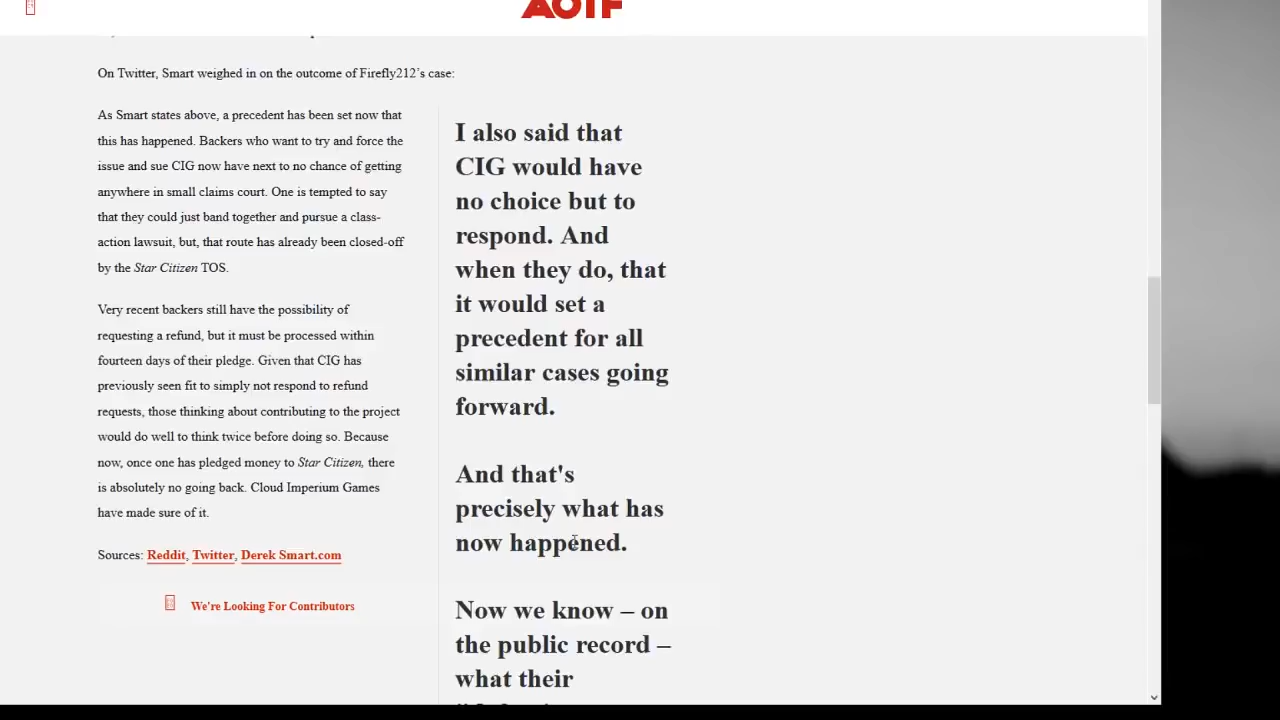 AOTF
On Twitter, Smart weighed in on the outcome of Firefly212's case:
As Smart states above, a precedent has been set now that
this has happened. Backers who want to try and force the
issue and sue CIG now have next to no chance of getting
anywhere in small claims court. One is tempted to say
that they could just band together and pursue a class-
action lawsuit, but, that route has already been closed-off
by the Star Citizen TOS.
Very recent backers still have the possibility of
requesting a refund, but it must be processed within
fourteen days of their pledge. Given that CIG has
previously seen fit to simply not respond to refund
requests, those thinking about contributing to the project
would do well to think twice before doing so. Because
now, once one has pledged money to Star Citizen, there
is absolutely no going back. Cloud Imperium Games
have made sure of it.
Sources: Reddit, Twitter, Derek Smart.com
We're Looking For Contributors
I also said that
CIG would have
no choice but to
respond. And
when they do, that
it would set a
precedent for all
similar cases going
forward.
And that's
precisely what has
now happened.
Now we know – on
the public record –
what their